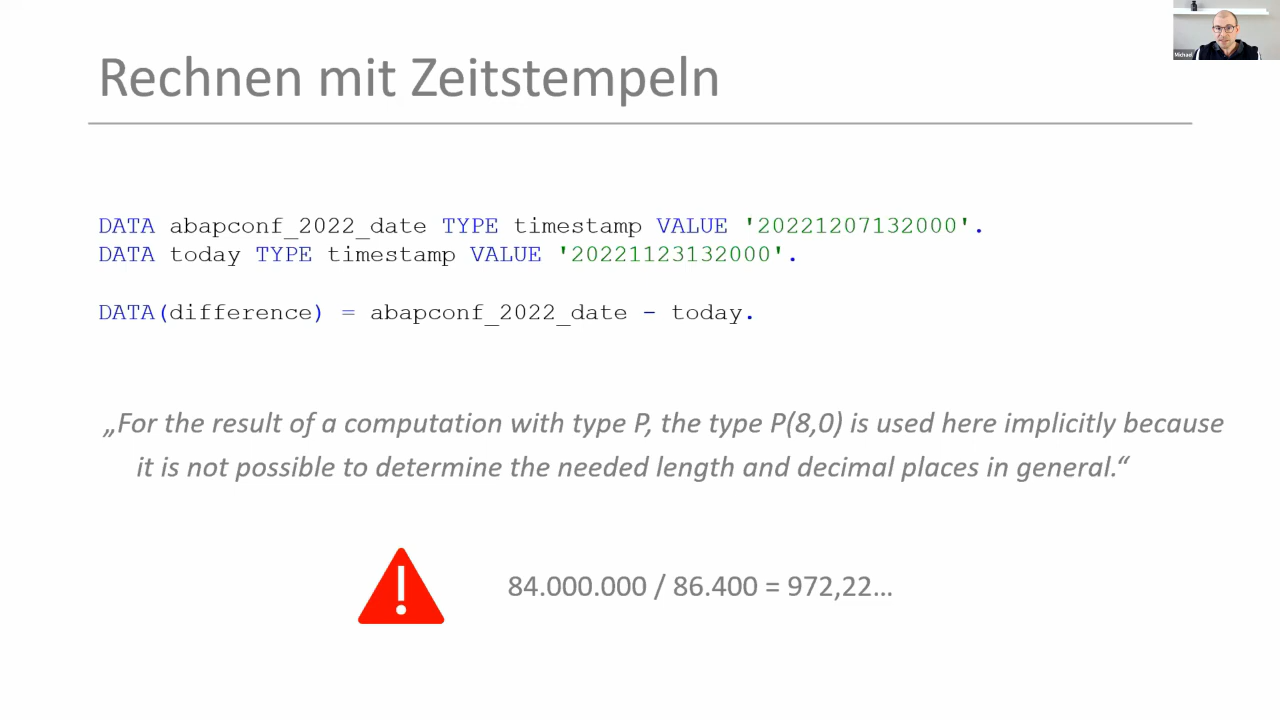 Rechnen mit Zeitstempeln
DATA abapconf_2022_date TYPE timestamp VALUE '20221207132000'.
DATA today TYPE timestamp VALUE '20221123132000'.
DATA(difference) = abapconf_2022_date - today.
„For the result of a computation with type P, the type P(8,0) is used here implicitly because
it is not possible to determine the needed length and decimal places in general.“
84.000.000 / 86.400 = 972,22…
Michael